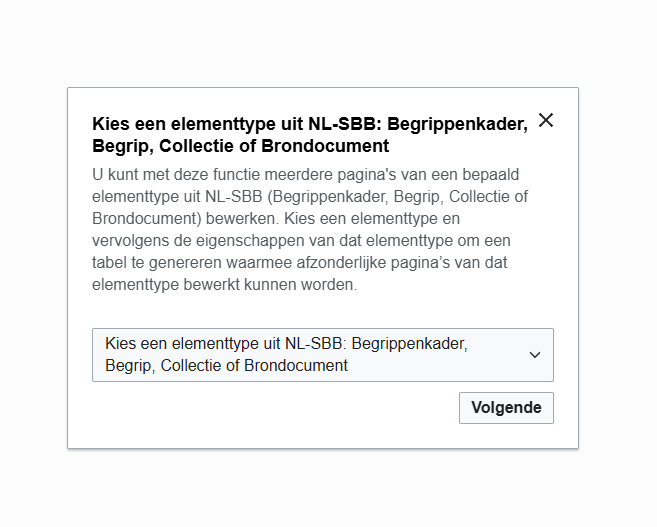 Kies een elementtype uit NL-SBB: Begrippenkader,
Begrip, Collectie of Brondocument
U kunt met deze functie meerdere pagina's van een bepaald
elementtype uit NL-SBB (Begrippenkader, Begrip, Collectie of
Brondocument) bewerken. Kies een elementtype en
vervolgens de eigenschappen van dat elementtype om een
tabel te genereren waarmee afzonderlijke pagina’s van dat
elementtype bewerkt kunnen worden.
Kies een elementtype uit NL-SBB: Begrippenkader,
Begrip, Collectie of Brondocument
Volgende